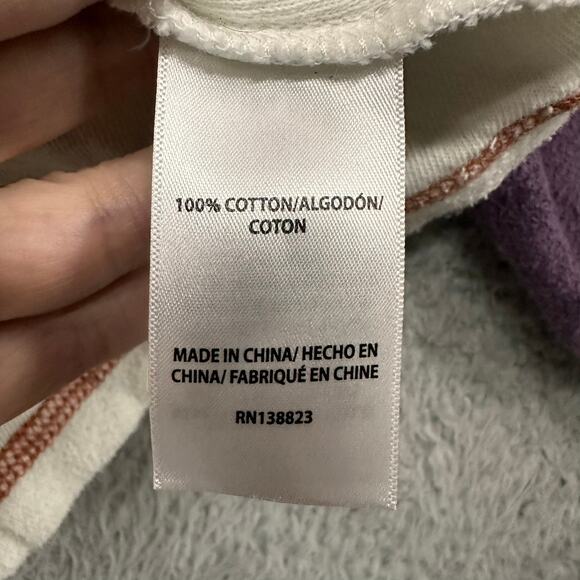 100% COTTON/ALGODÓN/
COTON
MADE IN CHINA/ HECHO EN
CHINA/ FABRIQUÉ EN CHINE
RN138823